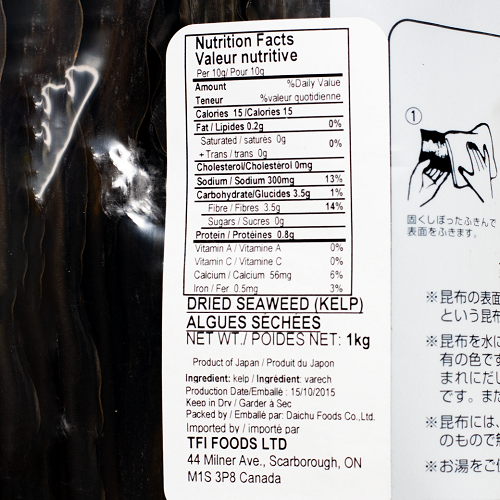 Nutrition Facts
Valeur nutritive
Per 10g/ Pour 10g
Amount %Daily Value
Teneur %valeur quotidienne
Calories 15 /Calories 15
Fat / Lipides 0.2g 0%
Saturated / saturés 0g
+ Trans / trans 0g 0%
Cholesterol/Cholesterol 0mg
Sodium / Sodium 300mg 13%
Carbohydrate/Glucides 3.5g 1%
Fibre / Fibres 3.5g 14%
Sugars / Sucres 0g
Protein / Protéines 0.8g
Vitamin A / Vitamine A 0%
Vitamin C / Vitamine C 0%
Calcium / Calcium 56mg 6%
Iron / Fer 0.5mg 3%
DRIED SEAWEED (KELP)
ALGUES SÉCHÉES
NET WT./ POIDES NET: 1kg
Product of Japan / Produit du Japon
Ingredient: kelp / Ingrédient: varech
Production Date/Emballé : 15/10/2015
Keep in Dry / Garder à Sec
Packed by / Emballé par: Daichu Foods Co.,Ltd.
Imported by / importé par
TFI FOODS LTD
44 Milner Ave., Scarborough, ON
M1S 3P8 Canada
①
固くしぼったふきんで
表面をふきます。
※昆布の表面
という昆布
※昆布を水に
有の色です
まれにだし
です。また
※昆布には、
のもので無
※お湯をご使